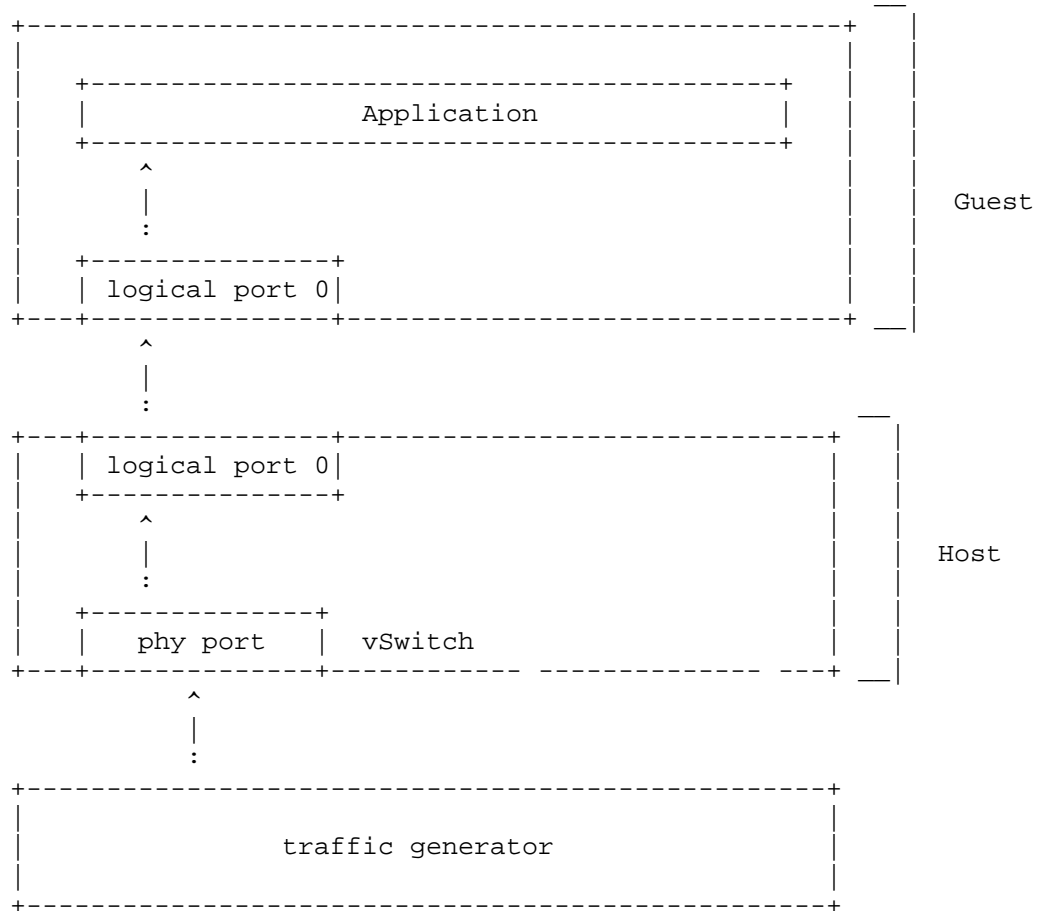 Application
Guest
logical port 0
logical port 0
Host
phy port vSwitch
traffic generator